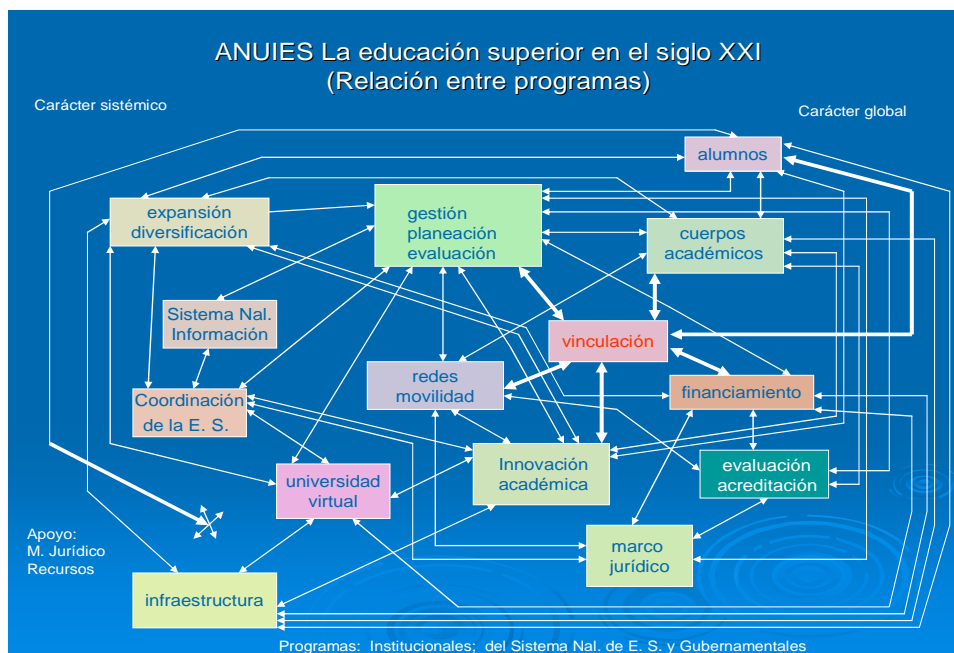 ANUIES La educación superior en el siglo XXI
(Relación entre programas)
Carácter sistémico
Carácter global
alumnos
expansión
diversificación
gestión
planeación
evaluación
cuerpos
académicos
Sistema Nal.
Información
vinculación
redes
movilidad
financiamiento
Coordinación
de la E. S.
universidad
virtual
Innovación
académica
evaluación
acreditación
Apoyo:
M. Jurídico
Recursos
marco
jurídico
infraestructura
Programas: Institucionales; del Sistema Nal. de E. S. y Gubernamentales